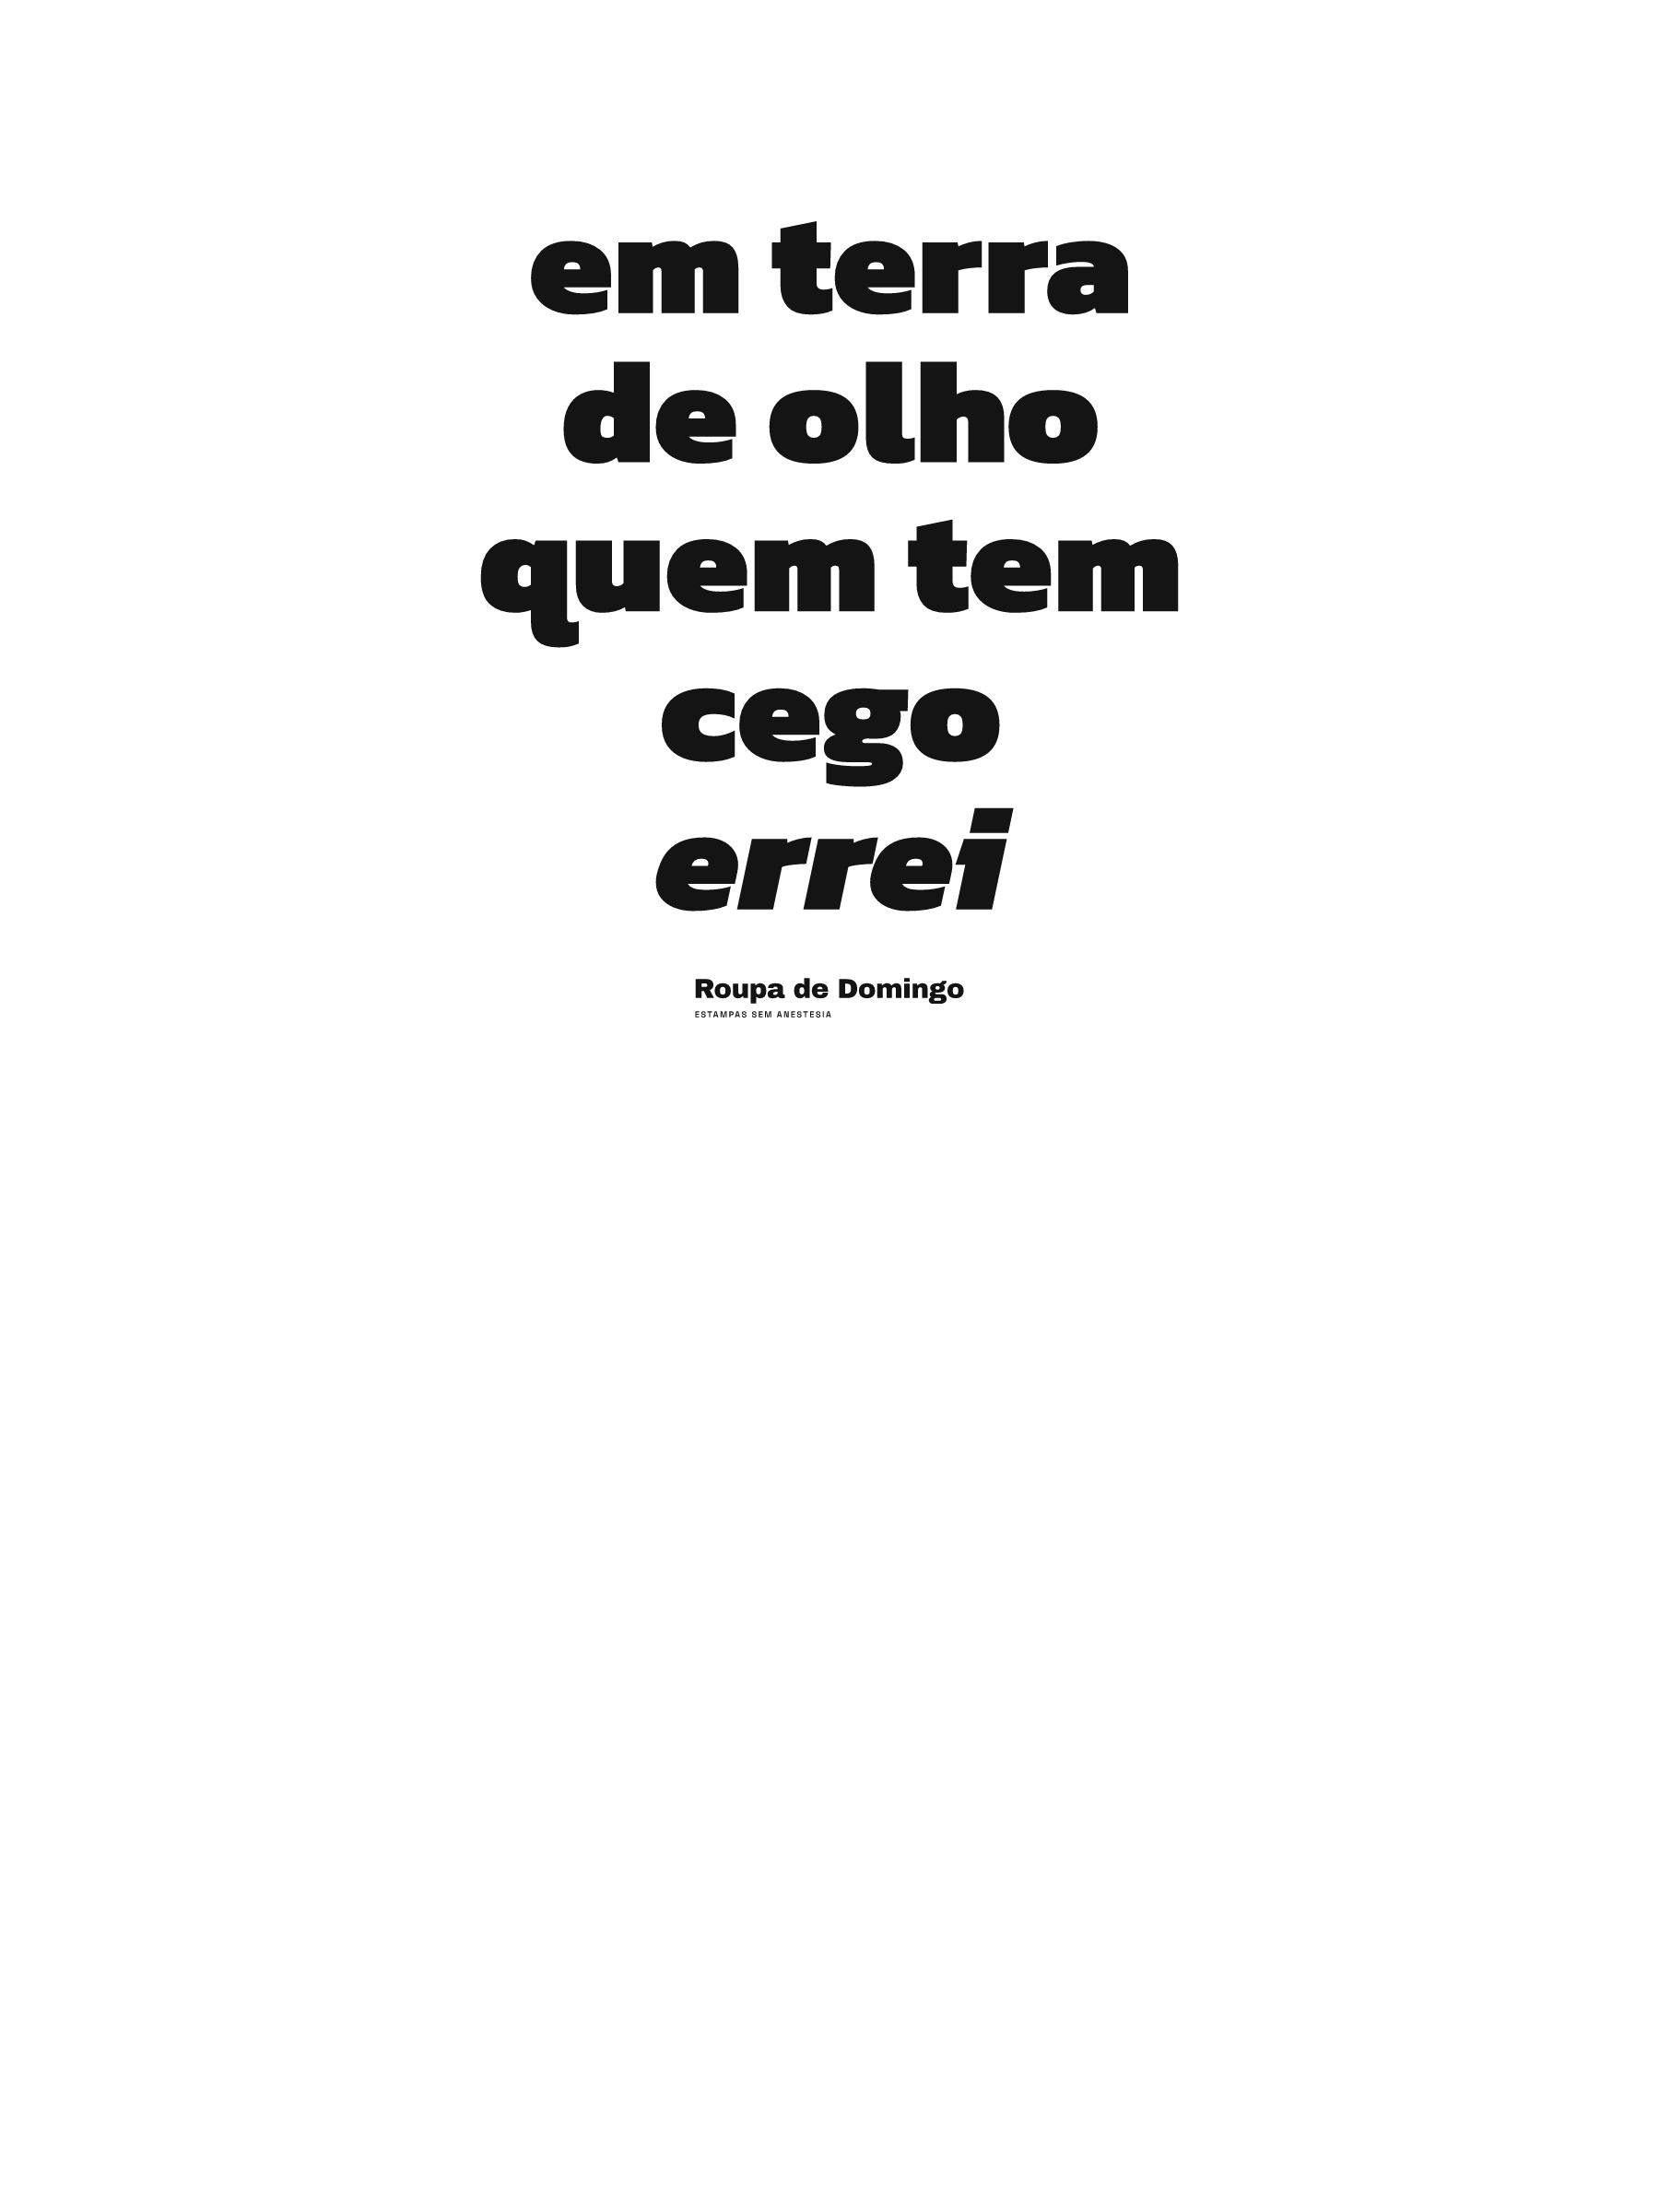 em terra
de olho
quem tem
cego
errei
Roupa de Domingo
ESTAMPAS SEM ANESTESIA